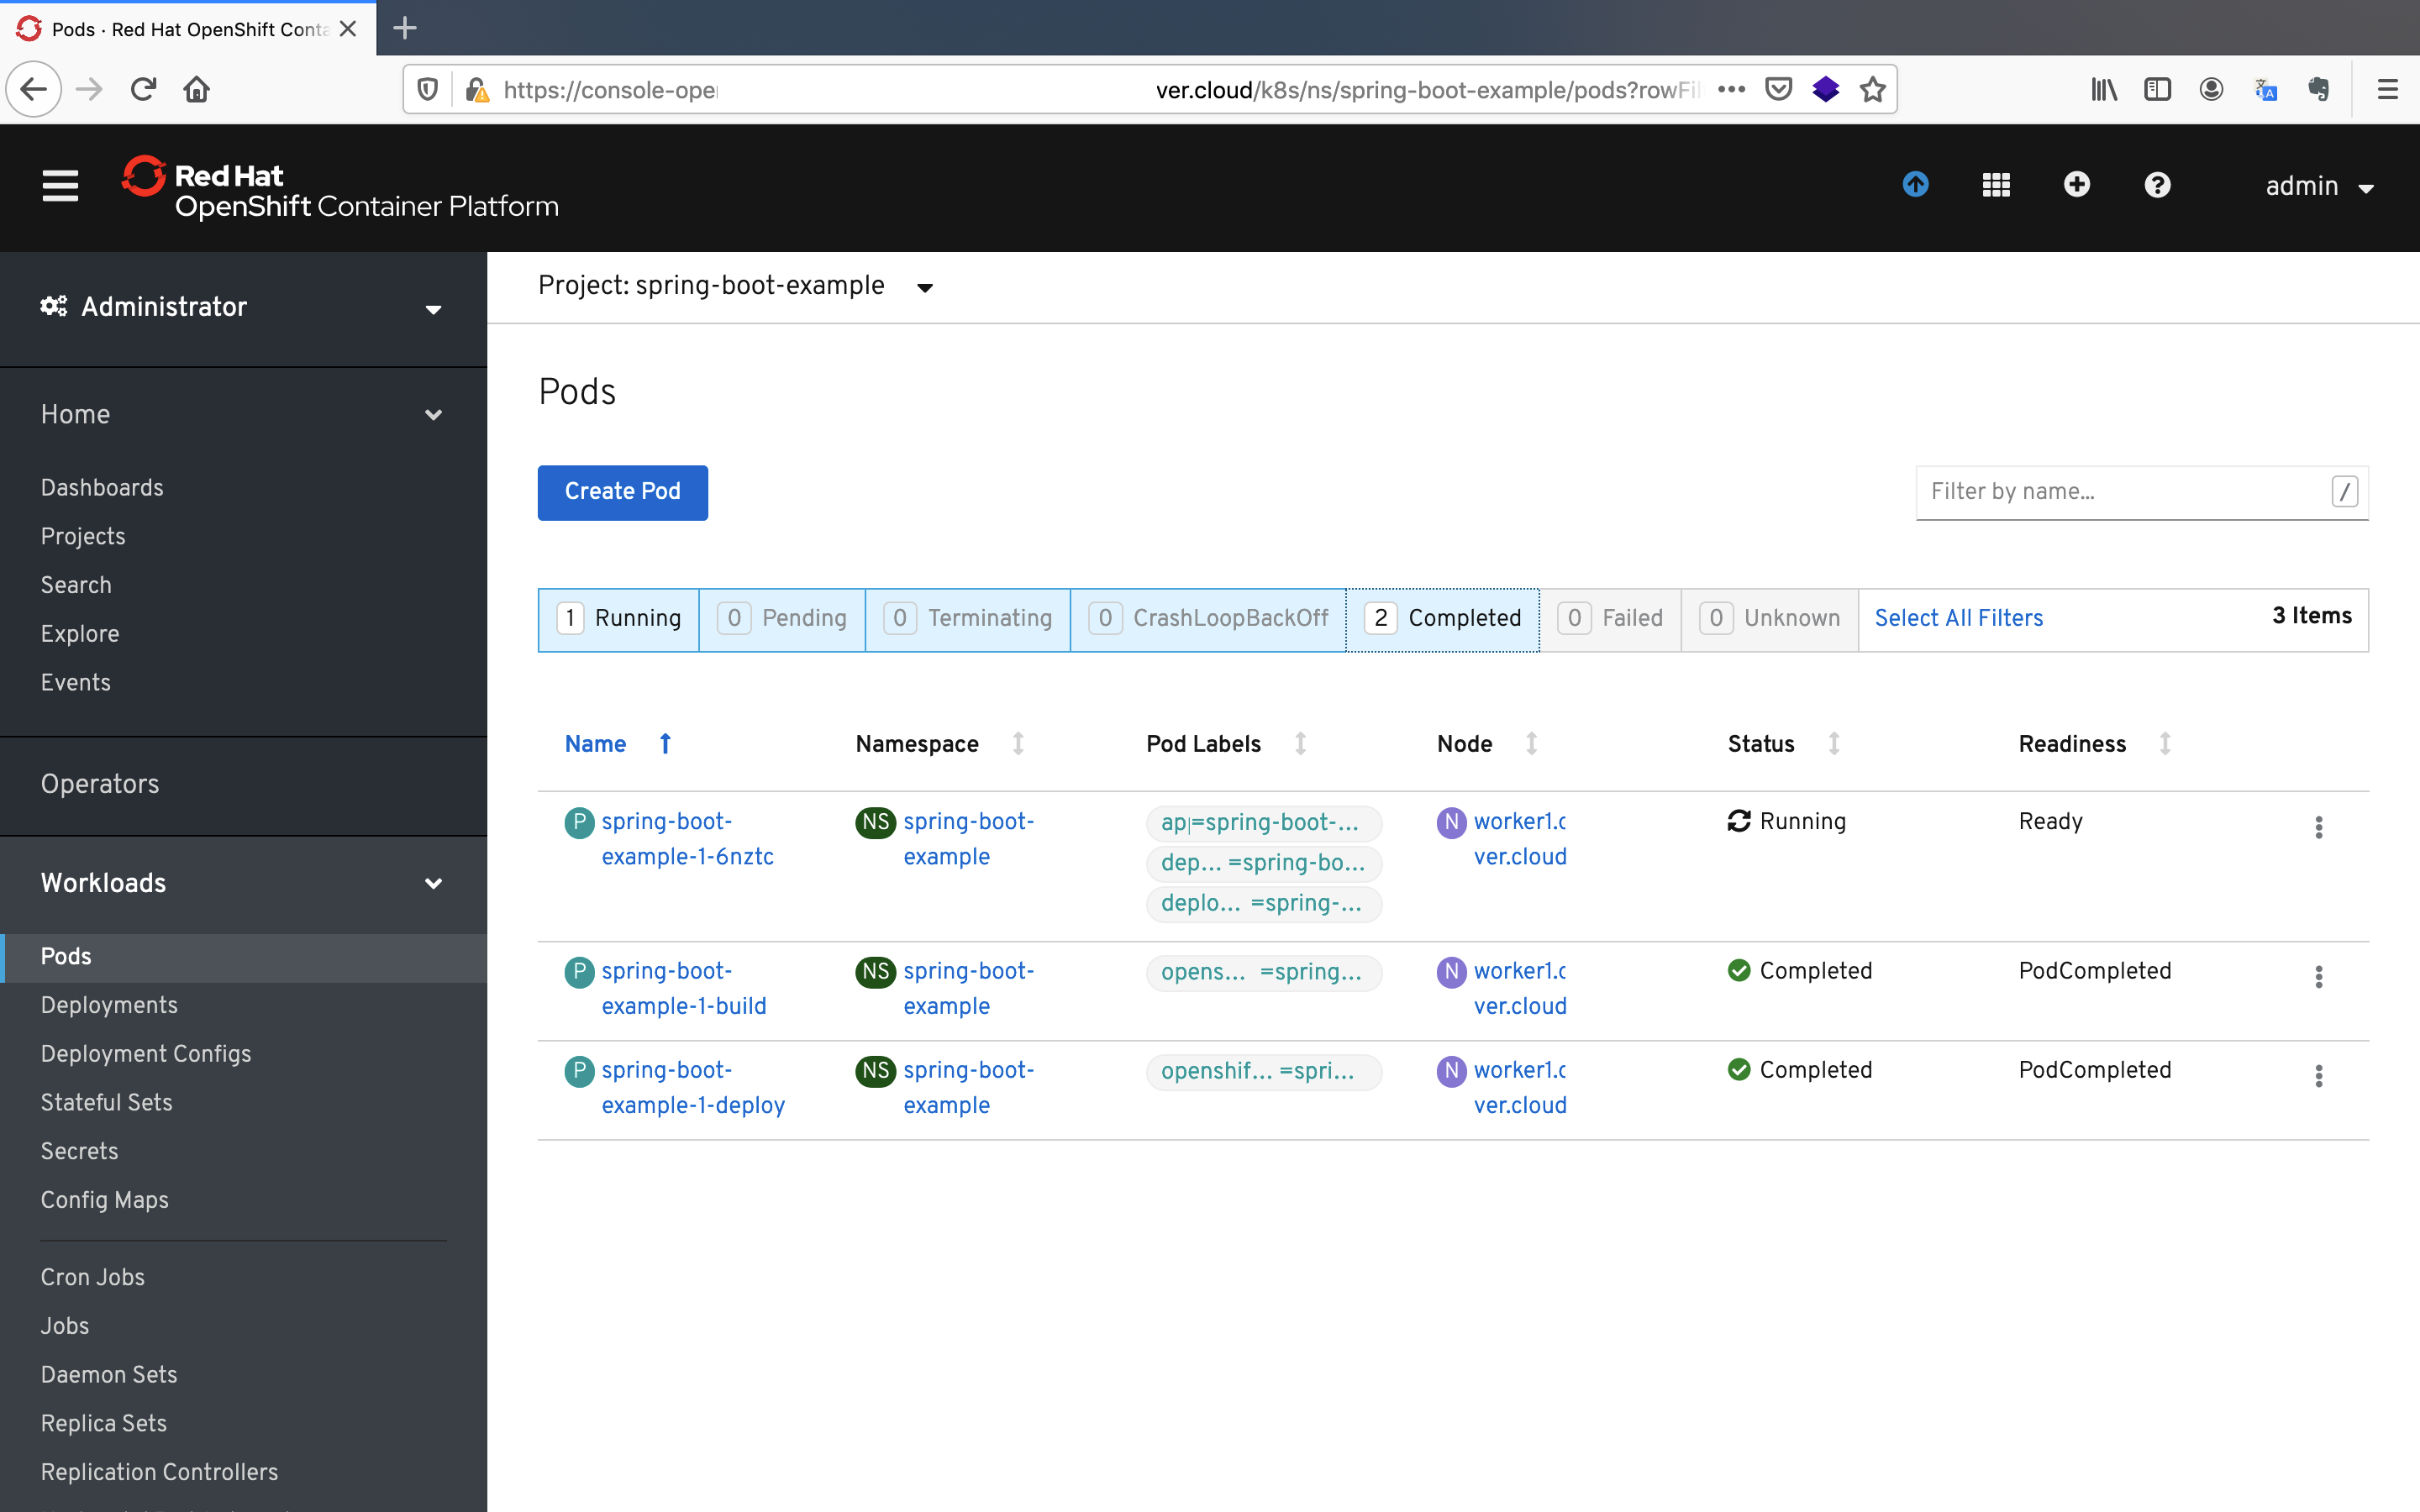 Pods · Red Hat OpenShift Conta
https://console-ope
ver.cloud/k8s/ns/spring-boot-example/pods?rowFil
Red Hat
OpenShift Container Platform
admin
Administrator
Home
Dashboards
Projects
Search
Explore
Events
Operators
Workloads
Pods
Deployments
Deployment Configs
Stateful Sets
Secrets
Config Maps
Cron Jobs
Jobs
Daemon Sets
Replica Sets
Replication Controllers
Project: spring-boot-example
Pods
Create Pod
Filter by name...
/
1 Running
0 Pending
0 Terminating
0 CrashLoopBackOff
2 Completed
0 Failed
0 Unknown
Select All Filters
3 Items
Name Namespace Pod Labels Node Status Readiness
P spring-boot-
example-1-6nztc
NS spring-boot-
example
ap=spring-boot-...
dep... =spring-bo...
deplo... =spring-...
N worker1.c
ver.cloud
Running
Ready
P spring-boot-
example-1-build
NS spring-boot-
example
opens... =spring...
N worker1.c
ver.cloud
Completed
PodCompleted
P spring-boot-
example-1-deploy
NS spring-boot-
example
openshif... =spri...
N worker1.c
ver.cloud
Completed
PodCompleted